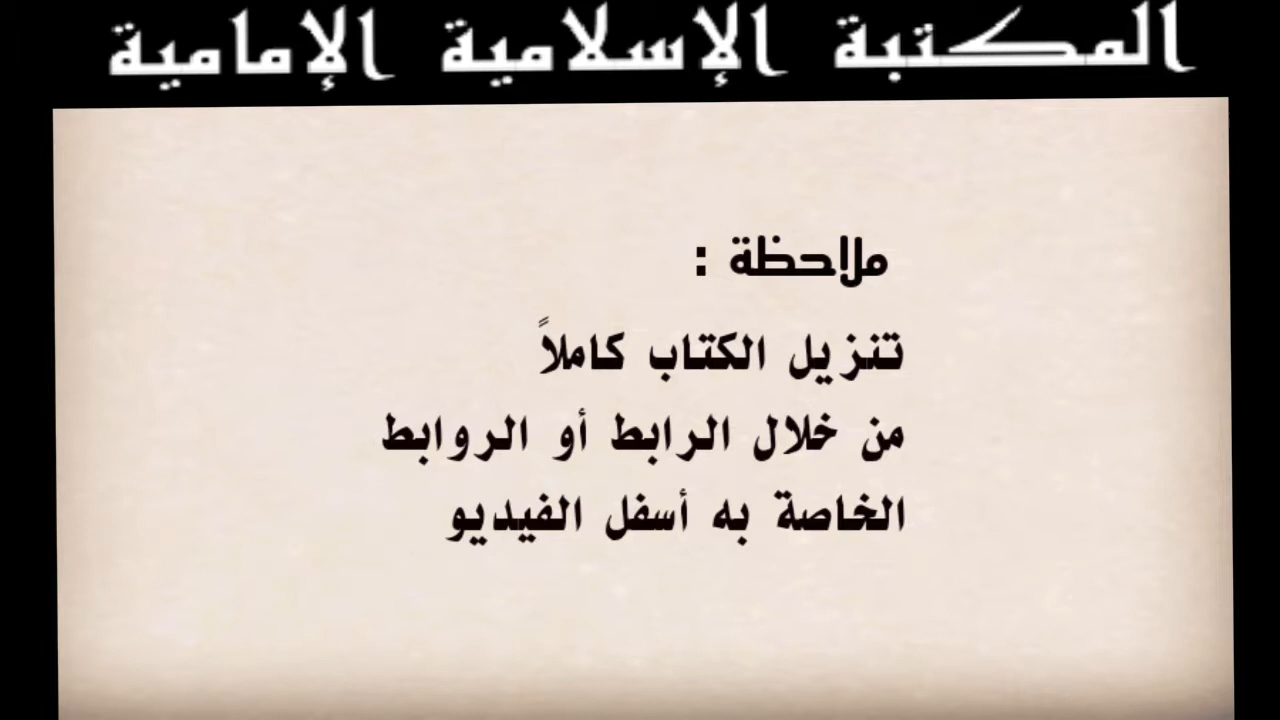 المكتبة الإسلامية الإمامية
ملاحظة :
تنزيل الكتاب كاملاً
من خلال الرابط أو الروابط
الخاصة به أسفل الفيديو